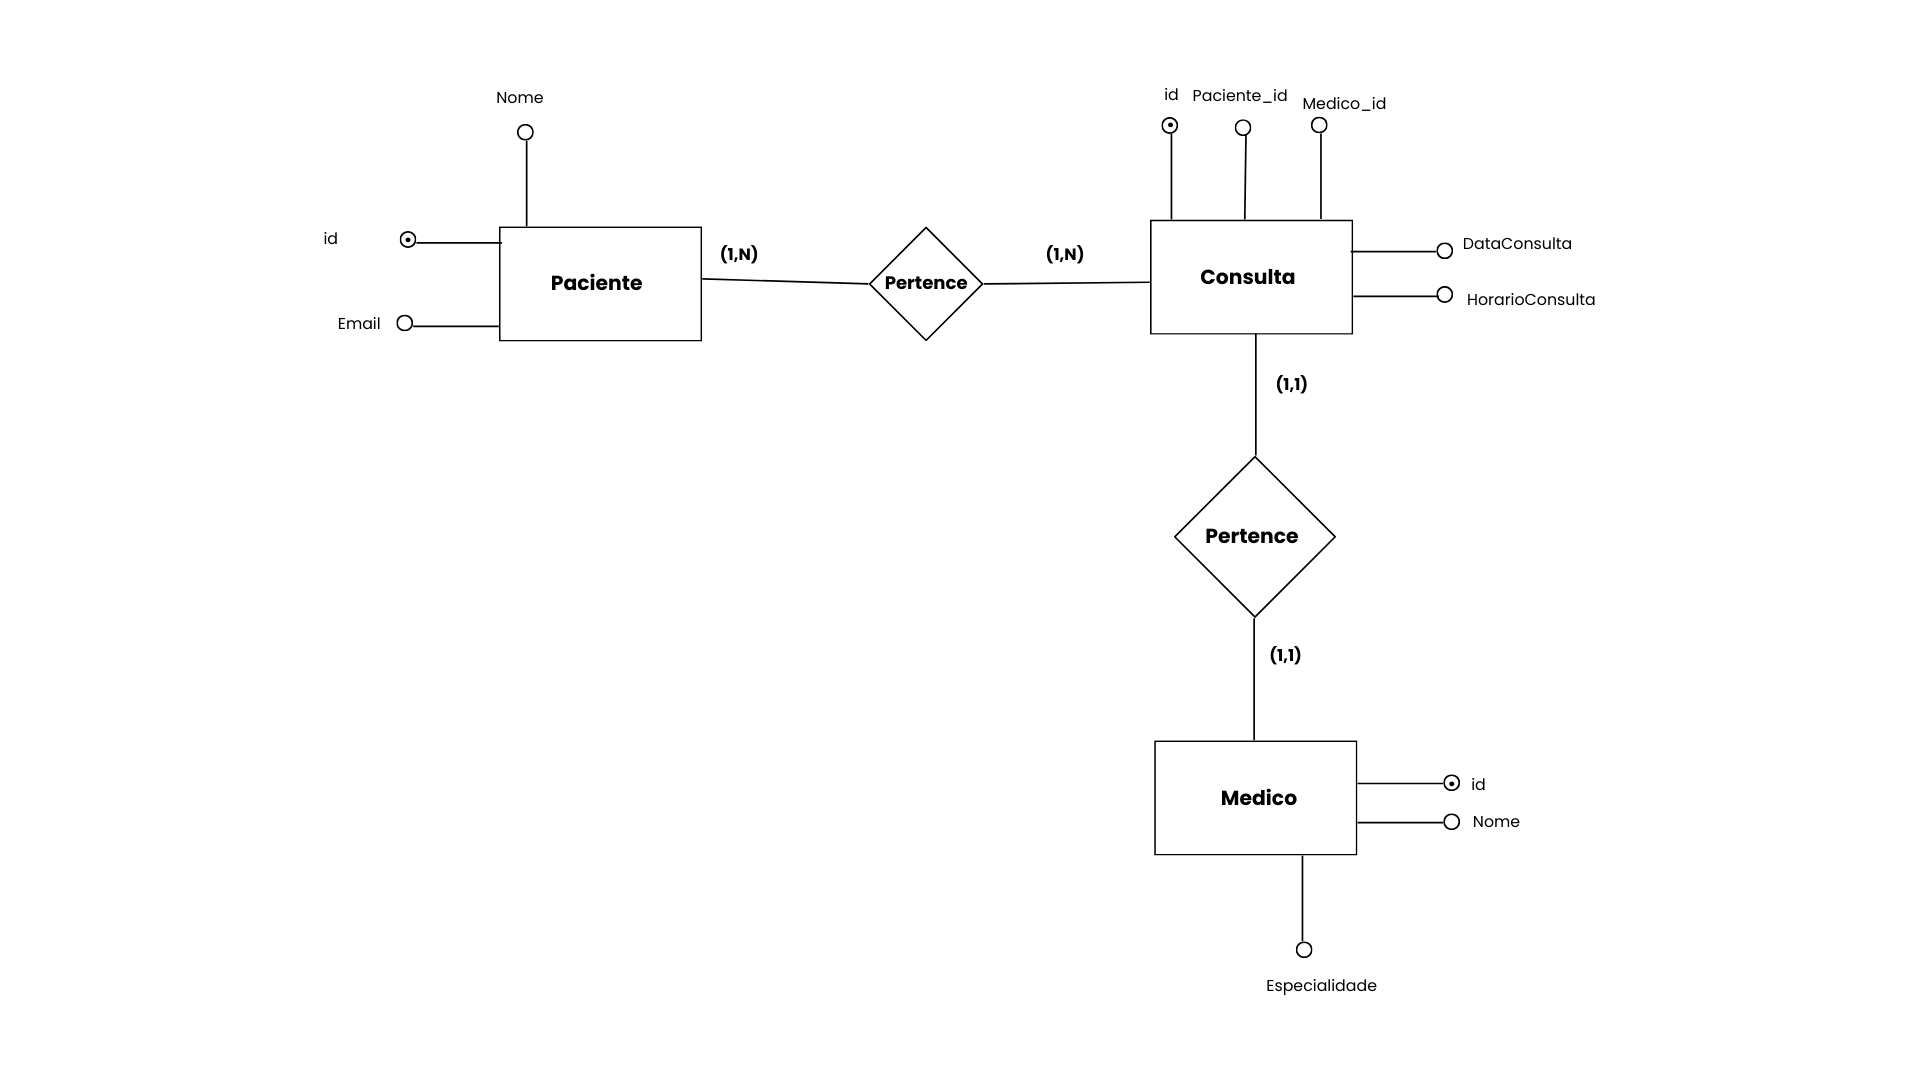 Nome
id
Email
Paciente
(1,N)
Pertence
(1,N)
id
Paciente_id
Medico_id
Consulta
DataConsulta
HorarioConsulta
(1,1)
Pertence
(1,1)
Medico
id
Nome
Especialidade